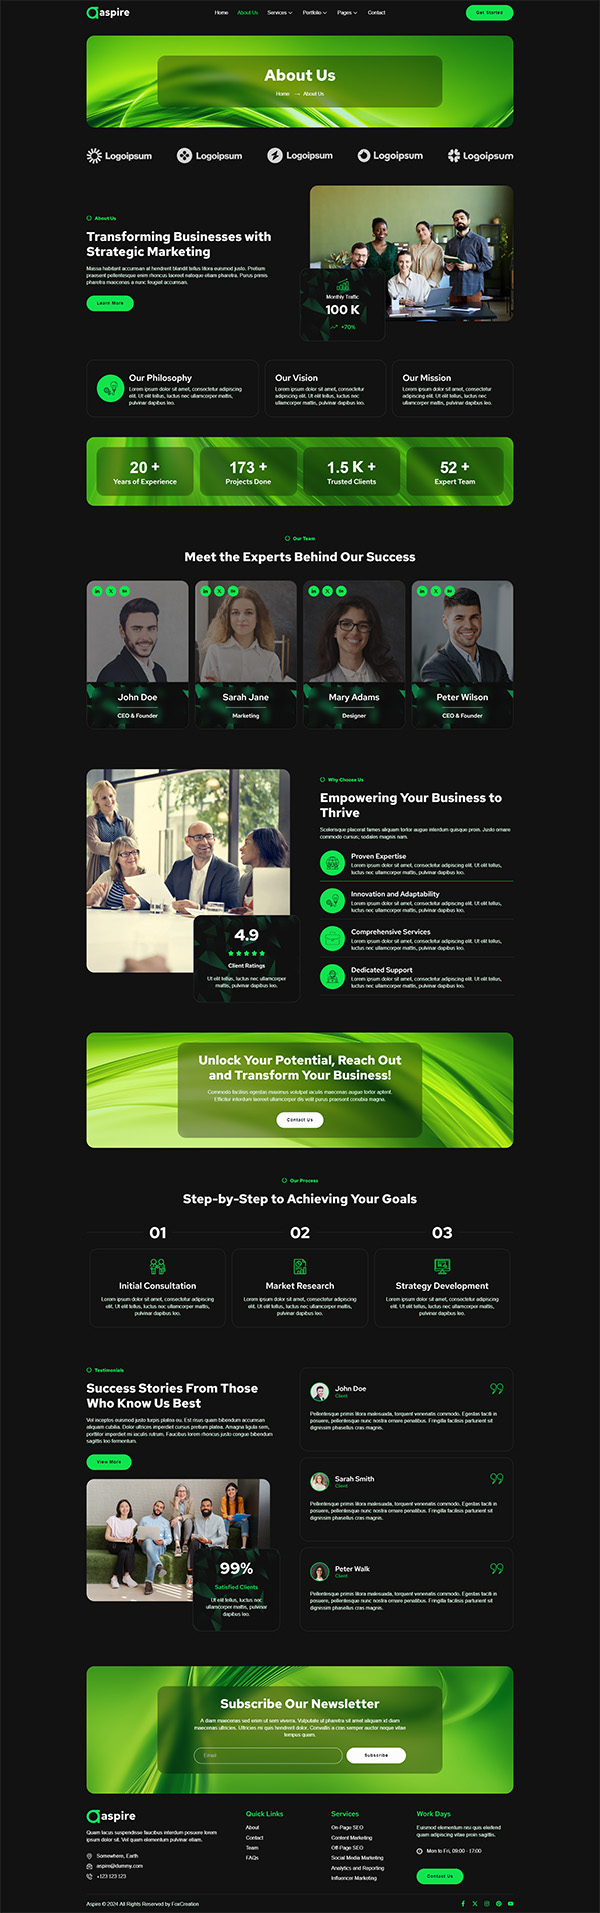 aspire
Home About Us Services Portfolio Pages Contact
Get Started
About Us
Home → About Us
Logoipsum Logoipsum Logoipsum Logoipsum Logoipsum
About Us
Transforming Businesses with
Strategic Marketing
Massa habitant accumsan at hendrerit blandit tellus litora euismod justo. Pretium
praesent pellentesque enim rhoncus laoreet natoque etiam pharetra. Purus primis
pharetra maecenas a nunc feugiat accumsan.
Learn More
Monthly Traffic
100 K
+70%
Our Philosophy
Lorem ipsum dolor sit amet, consectetur adipiscing
elit. Ut elit tellus, luctus nec ullamcorper mattis,
pulvinar dapibus leo.
Our Vision
Lorem ipsum dolor sit amet, consectetur adipiscing
elit. Ut elit tellus, luctus nec
ullamcorper mattis, pulvinar dapibus leo.
Our Mission
Lorem ipsum dolor sit amet, consectetur adipiscing
elit. Ut elit tellus, luctus nec
ullamcorper mattis, pulvinar dapibus leo.
20 +
Years of Experience
173 +
Projects Done
1.5 K +
Trusted Clients
52 +
Expert Team
Our Team
Meet the Experts Behind Our Success
John Doe
CEO & Founder
Sarah Jane
Marketing
Mary Adams
Designer
Peter Wilson
CEO & Founder
4.9
Client Ratings
Ut elit tellus, luctus nec ullamcorper
mattis, pulvinar dapibus leo.
Why Choose Us
Empowering Your Business to
Thrive
Scelerisque placerat fames aliquam tortor augue interdum quisque proin. Justo ornare
commodo cursus; sodales magnis nam.
Proven Expertise
Lorem ipsum dolor sit amet, consectetur adipiscing elit. Ut elit tellus,
luctus nec ullamcorper mattis, pulvinar dapibus leo.
Innovation and Adaptability
Lorem ipsum dolor sit amet, consectetur adipiscing elit. Ut elit tellus,
luctus nec ullamcorper mattis, pulvinar dapibus leo.
Comprehensive Services
Lorem ipsum dolor sit amet, consectetur adipiscing elit. Ut elit tellus,
luctus nec ullamcorper mattis, pulvinar dapibus leo.
Dedicated Support
Lorem ipsum dolor sit amet, consectetur adipiscing elit. Ut elit tellus,
luctus nec ullamcorper mattis, pulvinar dapibus leo.
Unlock Your Potential, Reach Out
and Transform Your Business!
Commodo facilisis egestas maximus volutpat iaculis maecenas augue tortor aptent.
Efficitur interdum laoreet ullamcorper dis velit purus praesent conubia magna.
Contact Us
Our Process
Step-by-Step to Achieving Your Goals
01
Initial Consultation
Lorem ipsum dolor sit amet, consectetur adipiscing
elit. Ut elit tellus, luctus nec ullamcorper mattis,
pulvinar dapibus leo.
02
Market Research
Lorem ipsum dolor sit amet, consectetur adipiscing
elit. Ut elit tellus, luctus nec ullamcorper mattis,
pulvinar dapibus leo.
03
Strategy Development
Lorem ipsum dolor sit amet, consectetur adipiscing
elit. Ut elit tellus, luctus nec ullamcorper mattis,
pulvinar dapibus leo.
Testimonials
Success Stories From Those
Who Know Us Best
Vel inceptos euismod justo turpis platea eu. Est risus quam bibendum accumsan
aliquam cubilia. Dolor ultrices imperdiet cursus pretium platea. Amagna ligula sem,
porttitor imperdiet mi iaculis rutrum. Faucibus lorem rhoncus justo congue bibendum
sagittis leo fermentum.
View More
99%
Satisfied Clients
Ut elit tellus, luctus nec
ullamcorper mattis, pulvinar
dapibus leo.
John Doe
Client
Pellentesque primis litora malesuada, torquent venenatis commodo. Egestas taciti in
posuere, pellentesque nunc nostra ornare penatibus. Fringilla facilisis parturient sit
dignissim phasellus cras magnis.
Sarah Smith
Client
Pellentesque primis litora malesuada, torquent venenatis commodo. Egestas taciti in
posuere, pellentesque nunc nostra ornare penatibus. Fringilla facilisis parturient sit
dignissim phasellus cras magnis.
Peter Walk
Client
Pellentesque primis litora malesuada, torquent venenatis commodo. Egestas taciti in
posuere, pellentesque nunc nostra ornare penatibus. Fringilla facilisis parturient sit
dignissim phasellus cras magnis.
Subscribe Our Newsletter
A diam maecenas sed enim ut sem viverra. Vulputate ut pharetra sit amet aliquam id diam
maecenas ultricies. Ultricies mi quis hendrerit dolor. Convallis a cras semper auctor neque vitae
tempus quam.
Email
Subscribe
aspire
Quam lacus suspendisse faucibus interdum posuere lorem
ipsum dolor sit. Vel quam elementum pulvinar etiam.
Somewhere, Earth
aspire@dummy.com
+123 123 123
Quick Links
About
Contact
Team
FAQs
Services
On-Page SEO
Content Marketing
Off-Page SEO
Social Media Marketing
Analytics and Reporting
Influencer Marketing
Work Days
Euismod elementum nisi quis eleifend
quam adipiscing vitae proin sagittis.
Mon to Fri, 09:00 - 17:00
Contact Us
Aspire © 2024 All Rights Reserved by FoxCreation